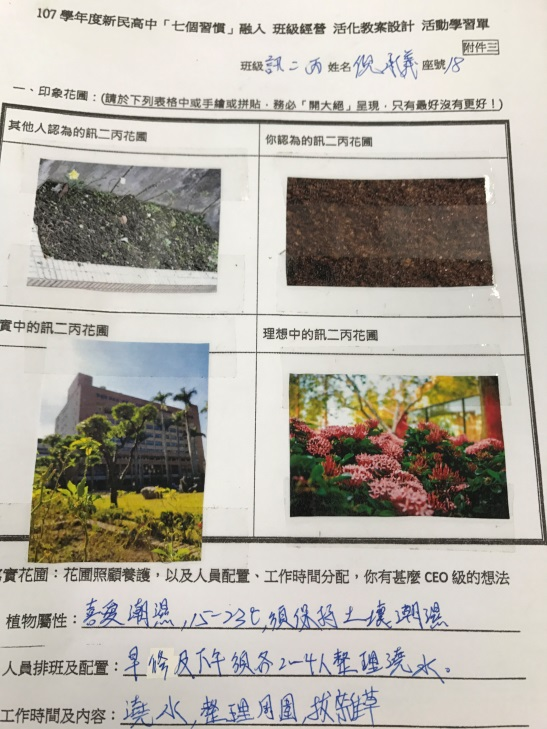 107 學年度新民高中「七個習慣」融入 班級經營 活化教案設計 活動學習單
附件三
班級 訊二丙 姓名 倪承義 座號 18
一、印象花圃：(請於下列表格中或手繪或拼貼，務必「開大絕」呈現，只有最好沒有更好！)
其他人認為的訊二丙花圃
你認為的訊二丙花圃
實中的訊二丙花圃
理想中的訊二丙花圃
實花圃：花圃照顧養護，以及人員配置、工作時間分配，你有甚麼 CEO 級的想法
植物屬性：喜愛潮濕，15-23℃，須保持土壤潮濕
人員排班及配置：早修及下午須各2-4人整理澆水。
工作時間及內容：澆水，整理周圍，拔雜草